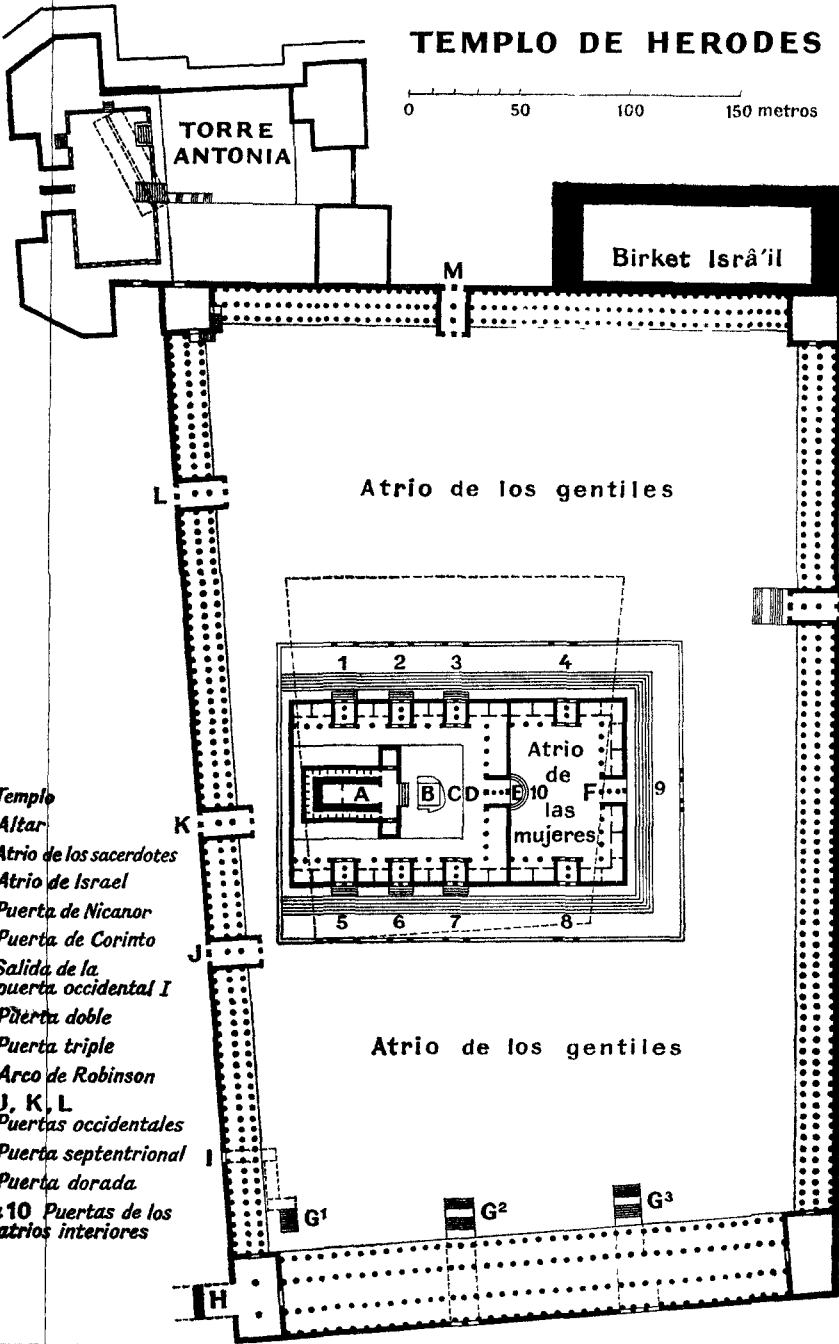 TEMPLO DE HERODES
0 50 100 150 metros
TORRE
ANTONIA
Birket Isrâ'il
M
L
Atrio de los gentiles
1 2 3 4
Atrio
de
las
mujeres
A B C D E 10 F 9
K
5 6 7 8
J
Atrio de los gentiles
I
G¹ G² G³
H
Templo
Altar
Atrio de los sacerdotes
Atrio de Israel
Puerta de Nicanor
Puerta de Corinto
Salida de la
puerta occidental I
Puerta doble
Puerta triple
Arco de Robinson
J, K, L
Puertas occidentales
Puerta septentrional
Puerta dorada
10 Puertas de los
atrios interiores